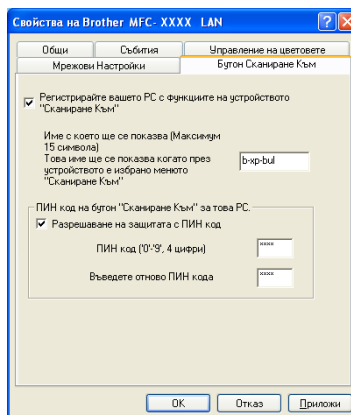 Свойства на Brother MFC-XXXX LAN
Общи
Събития
Управление на цветовете
Мрежови Настройки
Бутон Сканиране Към
Регистрирайте вашето PC с функциите на устройството
"Сканиране Към"
Име с което ще се показва (Максимум
15 символа)
Това име ще се показва когато през
устройството е избрано менюто
"Сканиране Към"
b-xp-bul
ПИН код на бутон "Сканиране Към" за това PC.
Разрешаване на защитата с ПИН код
ПИН код ('0'-'9', 4 цифри)
xxxx
Въведете отново ПИН кода
xxxx
OK
Отказ
Приложи